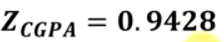 Z_CGPA = 0.9428